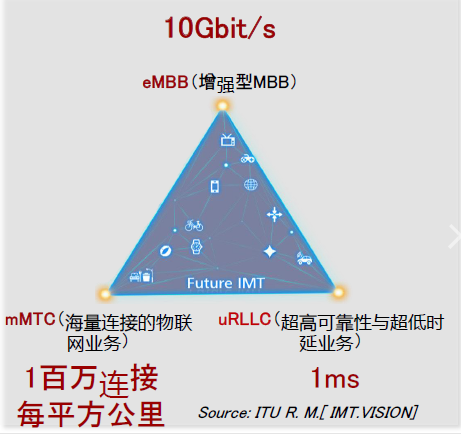 10Gbit/s
eMBB(增强型MBB)
Future IMT
mMTC(海量连接的物联
网业务)
uRLLC(超高可靠性与超低时
延业务)
1百万连接
每平方公里
1ms
Source: ITU R. M.[ IMT.VISION]